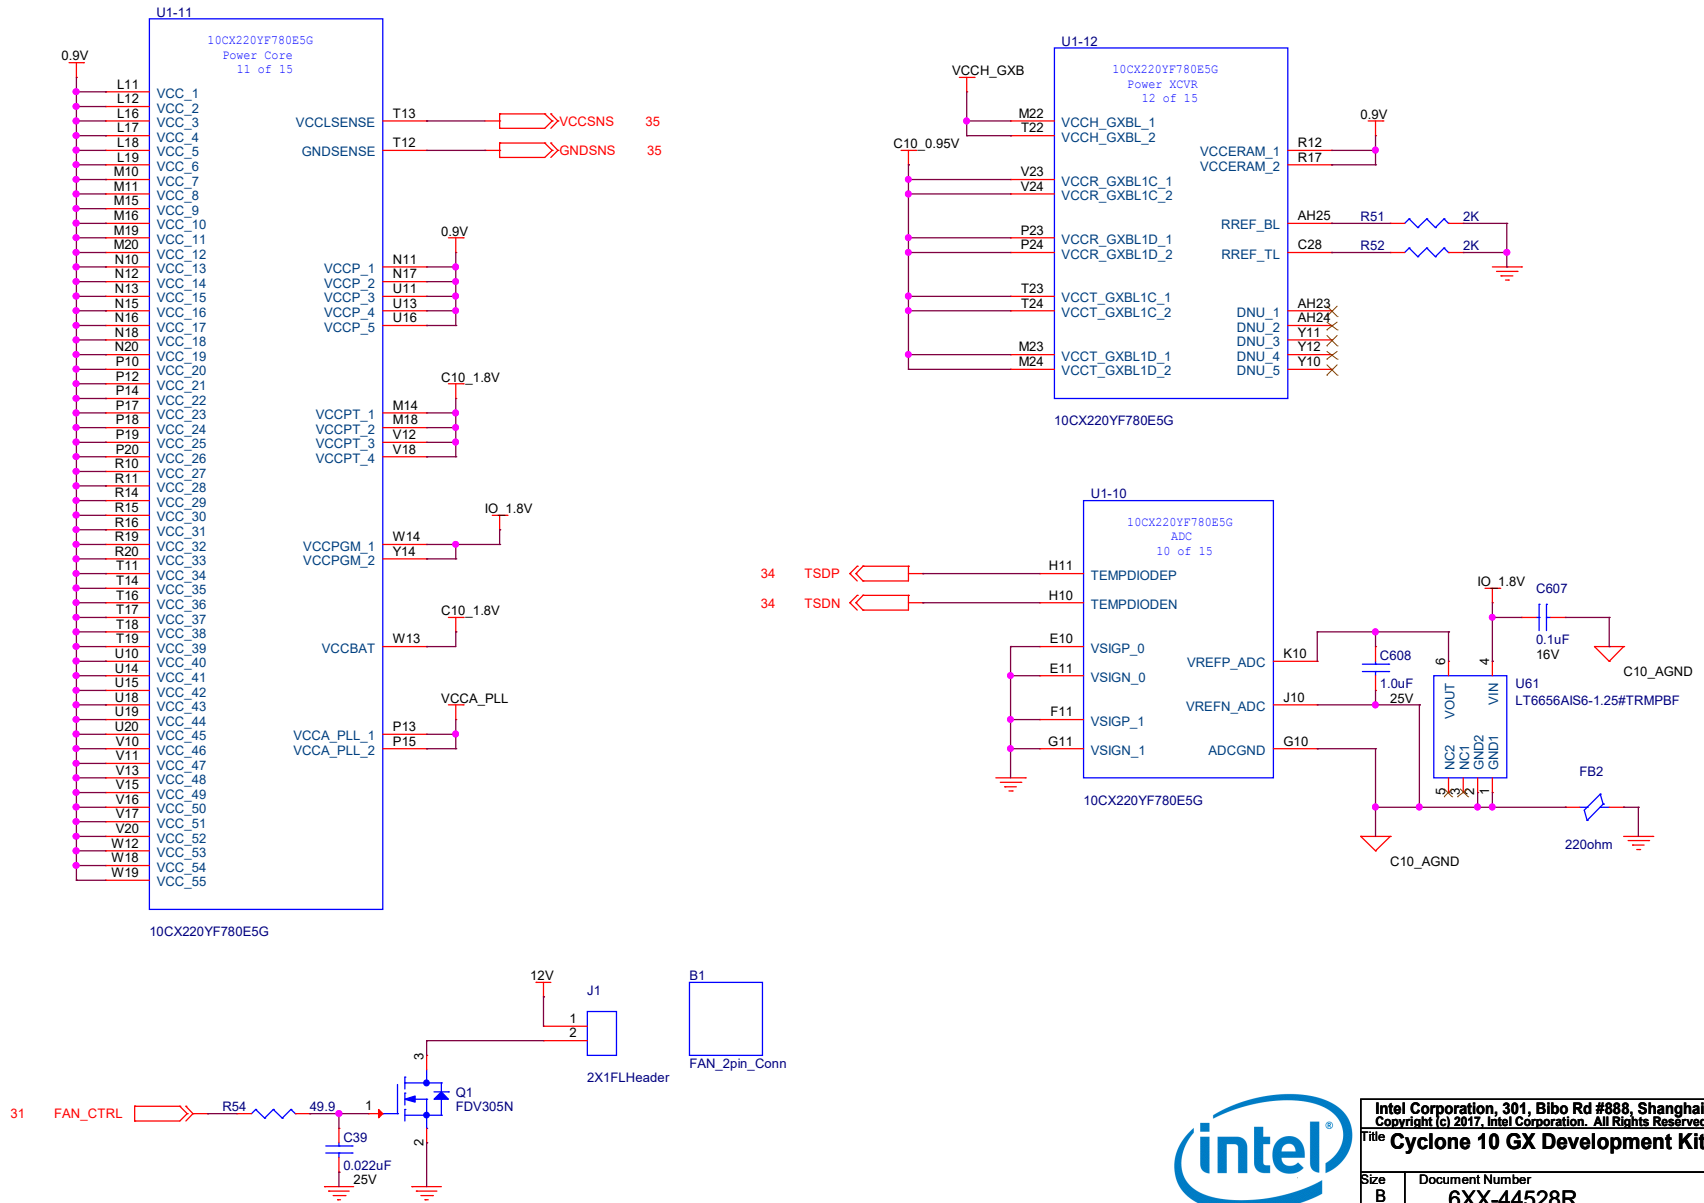 U1-11
10CX220YF780E5G
Power Core
11 of 15
0.9V
L11 VCC_1
L12 VCC_2
L16 VCC_3
L17 VCC_4
L18 VCC_5
L19 VCC_6
M10 VCC_7
M11 VCC_8
M15 VCC_9
M16 VCC_10
M19 VCC_11
M20 VCC_12
N10 VCC_13
N12 VCC_14
N13 VCC_15
N15 VCC_16
N16 VCC_17
N18 VCC_18
N20 VCC_19
P10 VCC_20
P12 VCC_21
P14 VCC_22
P17 VCC_23
P18 VCC_24
P19 VCC_25
P20 VCC_26
R10 VCC_27
R11 VCC_28
R14 VCC_29
R15 VCC_30
R16 VCC_31
R19 VCC_32
R20 VCC_33
T11 VCC_34
T14 VCC_35
T16 VCC_36
T17 VCC_37
T18 VCC_38
T19 VCC_39
U10 VCC_40
U14 VCC_41
U15 VCC_42
U18 VCC_43
U19 VCC_44
U20 VCC_45
V10 VCC_46
V11 VCC_47
V13 VCC_48
V15 VCC_49
V16 VCC_50
V17 VCC_51
V20 VCC_52
W12 VCC_53
W18 VCC_54
W19 VCC_55
VCCLSENSE T13 VCCSNS 35
GNDSENSE T12 GNDSNS 35
0.9V
VCCP_1 N11
VCCP_2 N17
VCCP_3 U11
VCCP_4 U13
VCCP_5 U16
C10_1.8V
VCCPT_1 M14
VCCPT_2 M18
VCCPT_3 V12
VCCPT_4 V18
IO_1.8V
VCCPGM_1 W14
VCCPGM_2 Y14
C10_1.8V
VCCBAT W13
VCCA_PLL
VCCA_PLL_1 P13
VCCA_PLL_2 P15
10CX220YF780E5G
U1-12
10CX220YF780E5G
Power XCVR
12 of 15
VCCH_GXB
M22 VCCH_GXBL_1
T22 VCCH_GXBL_2
C10_0.95V
V23 VCCR_GXBL1C_1
V24 VCCR_GXBL1C_2
P23 VCCR_GXBL1D_1
P24 VCCR_GXBL1D_2
T23 VCCT_GXBL1C_1
T24 VCCT_GXBL1C_2
M23 VCCT_GXBL1D_1
M24 VCCT_GXBL1D_2
0.9V
VCCERAM_1 R12
VCCERAM_2 R17
RREF_BL AH25 R51 2K
RREF_TL C28 R52 2K
DNU_1 AH23
DNU_2 AH24
DNU_3 Y11
DNU_4 Y12
DNU_5 Y10
10CX220YF780E5G
U1-10
10CX220YF780E5G
ADC
10 of 15
34 TSDP H11 TEMPDIODEP
34 TSDN H10 TEMPDIODEN
E10 VSIGP_0
E11 VSIGN_0
F11 VSIGP_1
G11 VSIGN_1
VREFP_ADC K10
VREFN_ADC J10
ADCGND G10
10CX220YF780E5G
C608
1.0uF
25V
IO_1.8V
C607
0.1uF
16V
C10_AGND
6 4
VOUT VIN
U61
LT6656AIS6-1.25#TRMPBF
NC2 NC1 GND2 GND1
5 3 2 1
FB2
220ohm
C10_AGND
12V
J1
1
2
2X1FLHeader
B1
FAN_2pin_Conn
31 FAN_CTRL R54 49.9 1
3
Q1
FDV305N
2
C39
0.022uF
25V
intel®
Intel Corporation, 301, Bibo Rd #888, Shanghai
Copyright (c) 2017, Intel Corporation. All Rights Reserved
Title Cyclone 10 GX Development Kit
Size Document Number
B 6XX-44528R